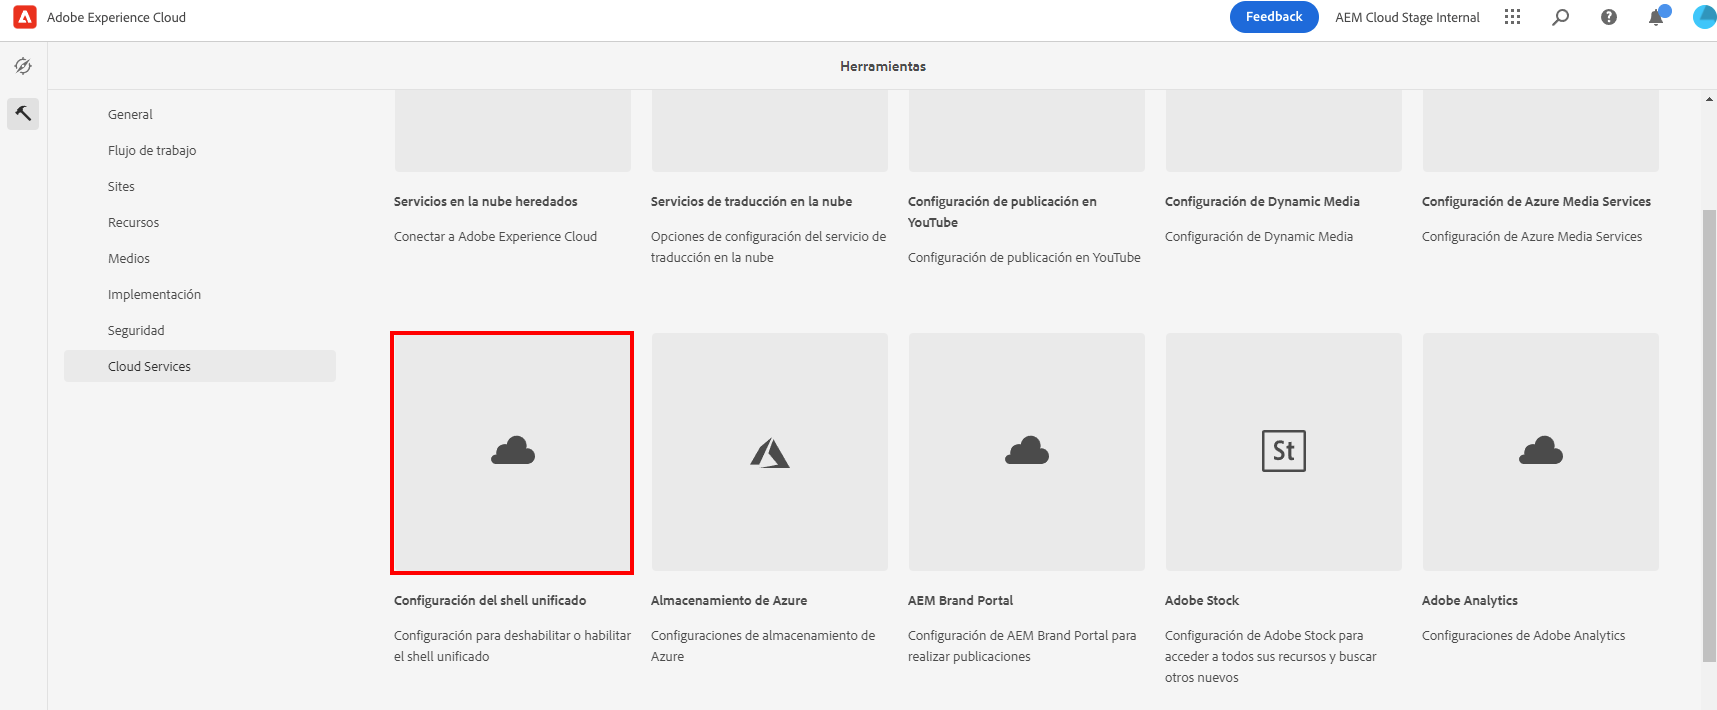 Adobe Experience Cloud
Feedback
AEM Cloud Stage Internal
Herramientas
General
Flujo de trabajo
Sites
Recursos
Medios
Implementación
Seguridad
Cloud Services
Servicios en la nube heredados
Conectar a Adobe Experience Cloud
Servicios de traducción en la nube
Opciones de configuración del servicio de
traducción en la nube
Configuración de publicación en
YouTube
Configuración de publicación en YouTube
Configuración de Dynamic Media
Configuración de Dynamic Media
Configuración de Azure Media Services
Configuración de Azure Media Services
Configuración del shell unificado
Configuración para deshabilitar o habilitar
el shell unificado
Almacenamiento de Azure
Configuraciones de almacenamiento de
Azure
AEM Brand Portal
Configuración de AEM Brand Portal para
realizar publicaciones
St
Adobe Stock
Configuración de Adobe Stock para
acceder a todos sus recursos y buscar
otros nuevos
Adobe Analytics
Configuraciones de Adobe Analytics